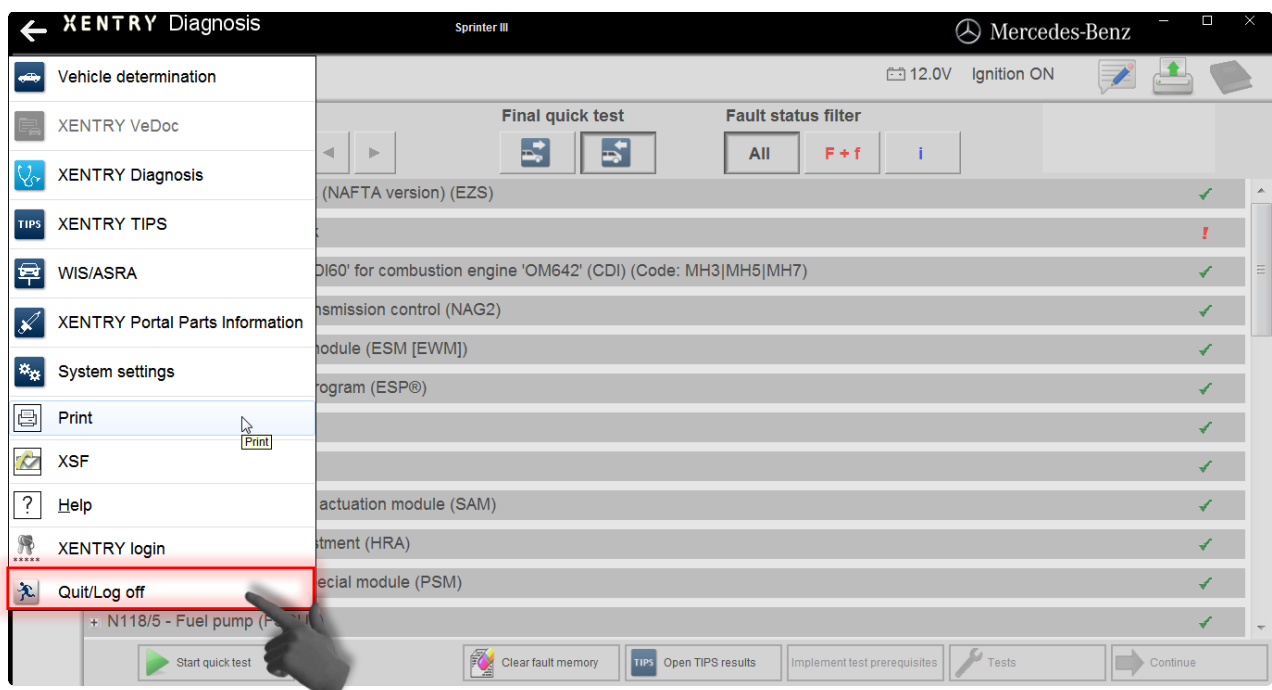 XENTRY Diagnosis
Sprinter III
Mercedes-Benz
Vehicle determination
12.0V
Ignition ON
XENTRY VeDoc
Final quick test
Fault status filter
All
F + f
i
XENTRY Diagnosis
(NAFTA version) (EZS)
TIPS
XENTRY TIPS
!
WIS/ASRA
DI60' for combustion engine 'OM642' (CDI) (Code: MH3|MH5|MH7)
XENTRY Portal Parts Information
nsmission control (NAG2)
odule (ESM [EWM])
System settings
rogram (ESP®)
Print
Print
XSF
?
Help
actuation module (SAM)
*****
XENTRY login
stment (HRA)
Quit/Log off
ecial module (PSM)
+ N118/5 - Fuel pump
Start quick test
Clear fault memory
TIPS
Open TIPS results
Implement test prerequisites
Tests
Continue